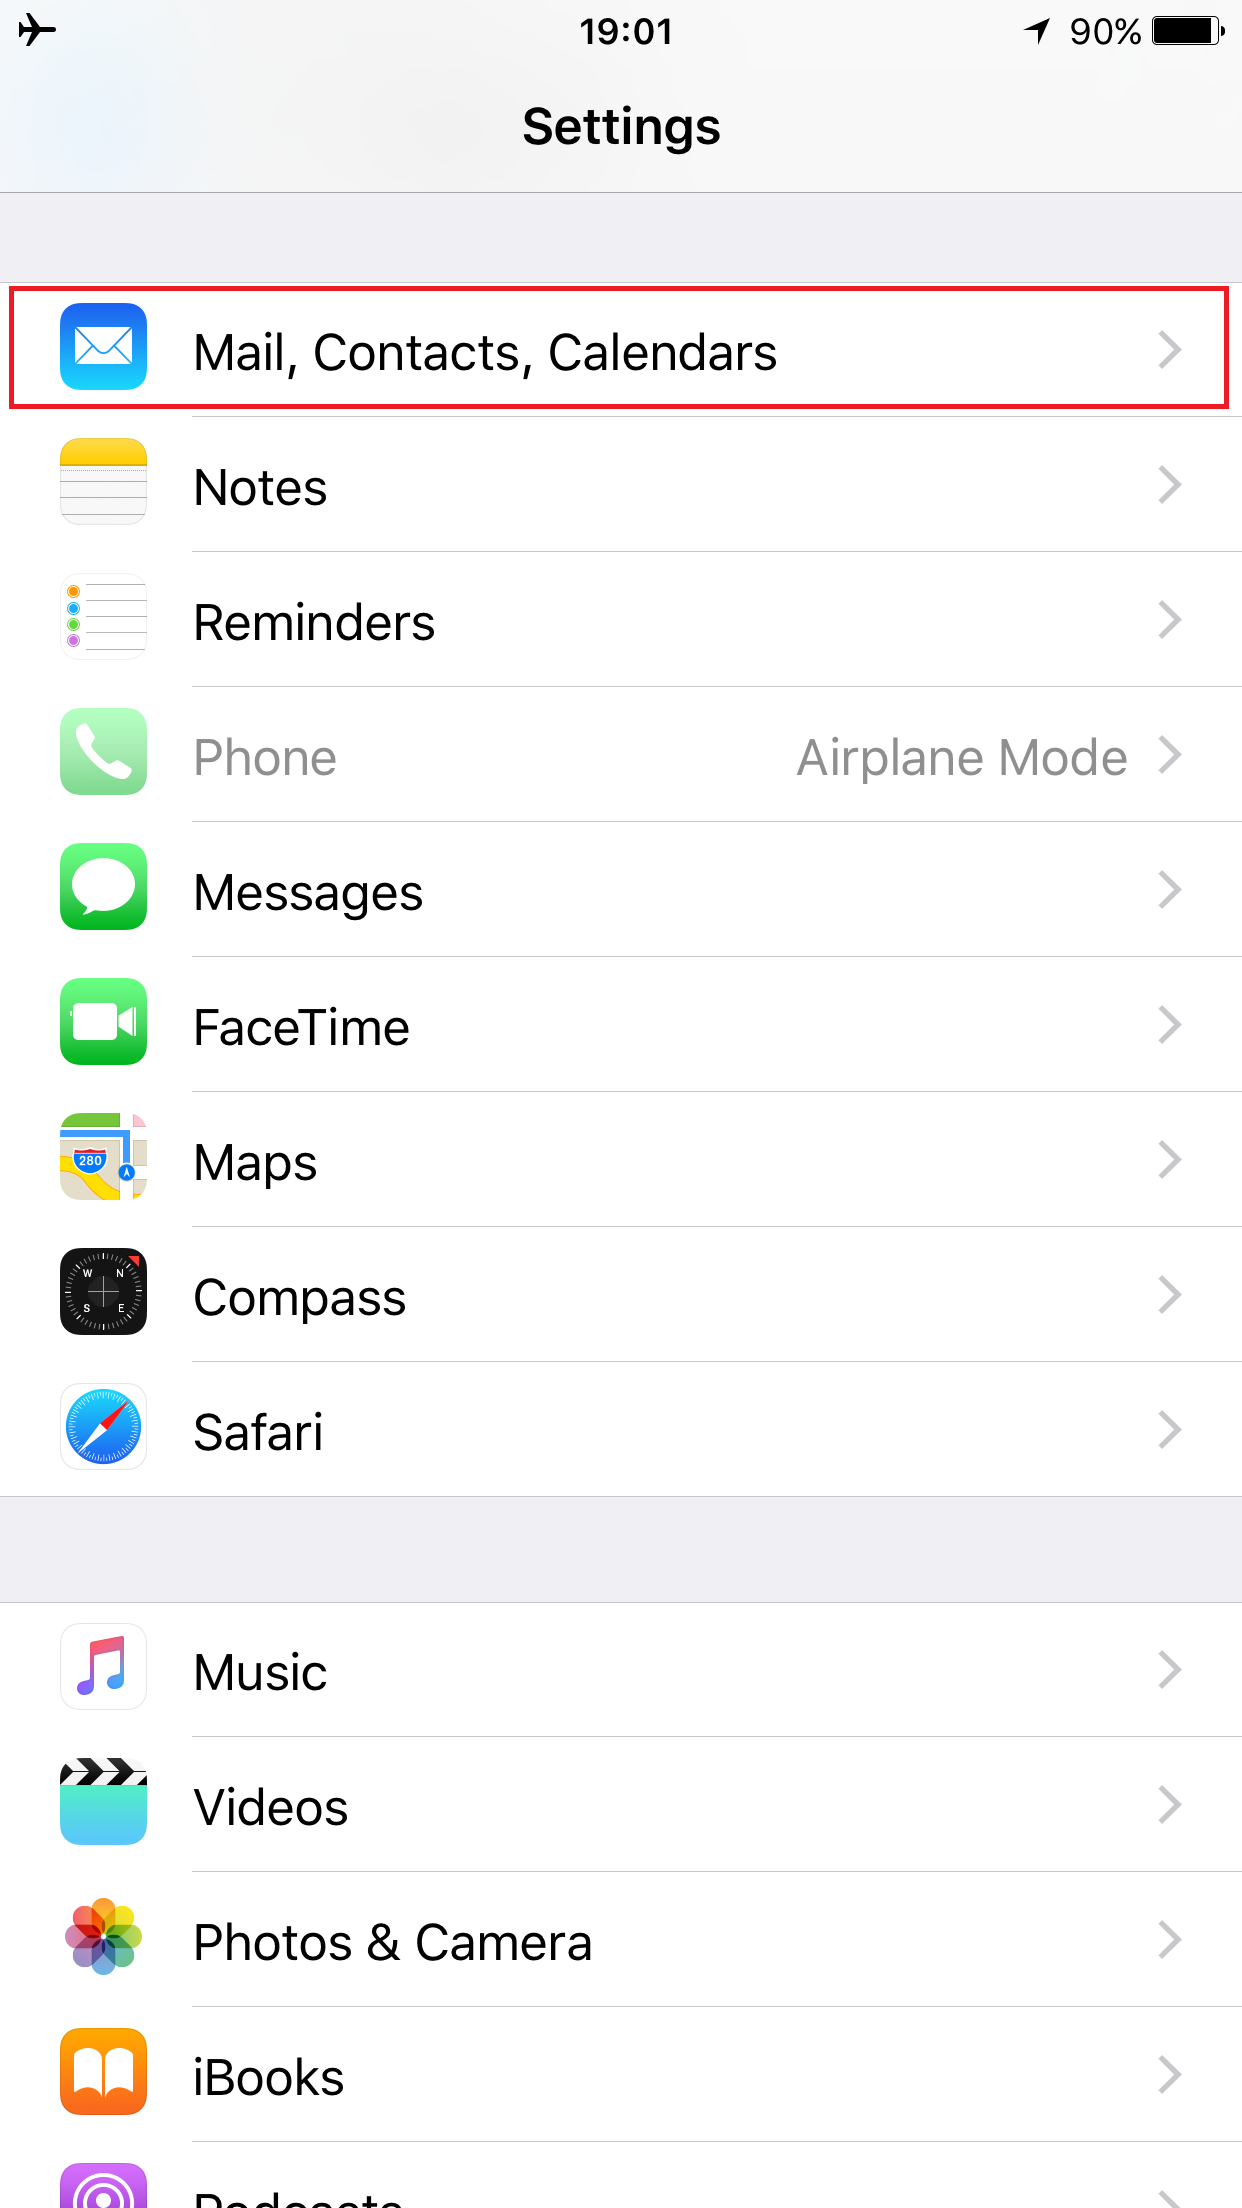 19:01
90%
Settings
Mail, Contacts, Calendars
Notes
Reminders
Phone Airplane Mode
Messages
FaceTime
280
Maps
W N
S E
Compass
Safari
Music
Videos
Photos & Camera
iBooks
Podcasts